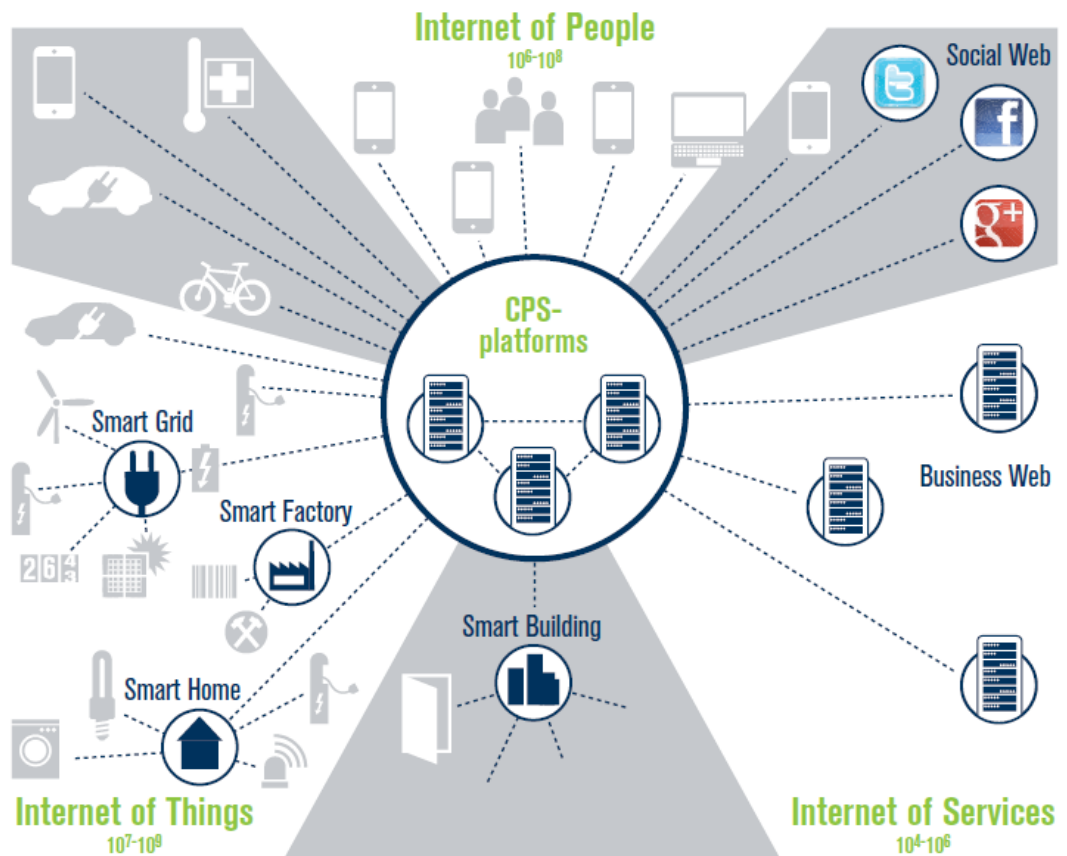 Internet of People
10⁶-10⁸
Social Web
f
g+
CPS-
platforms
Smart Grid
Smart Factory
Business Web
2643
Smart Building
Smart Home
Internet of Things
10⁷-10⁹
Internet of Services
10⁴-10⁶